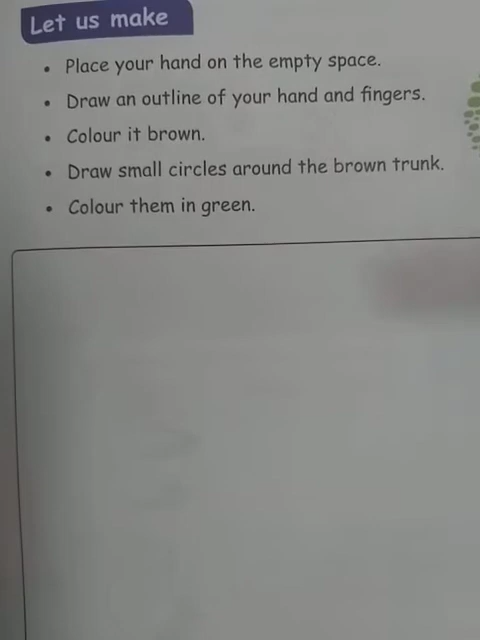 Let us make
• Place your hand on the empty space.
• Draw an outline of your hand and fingers.
• Colour it brown.
• Draw small circles around the brown trunk.
• Colour them in green.